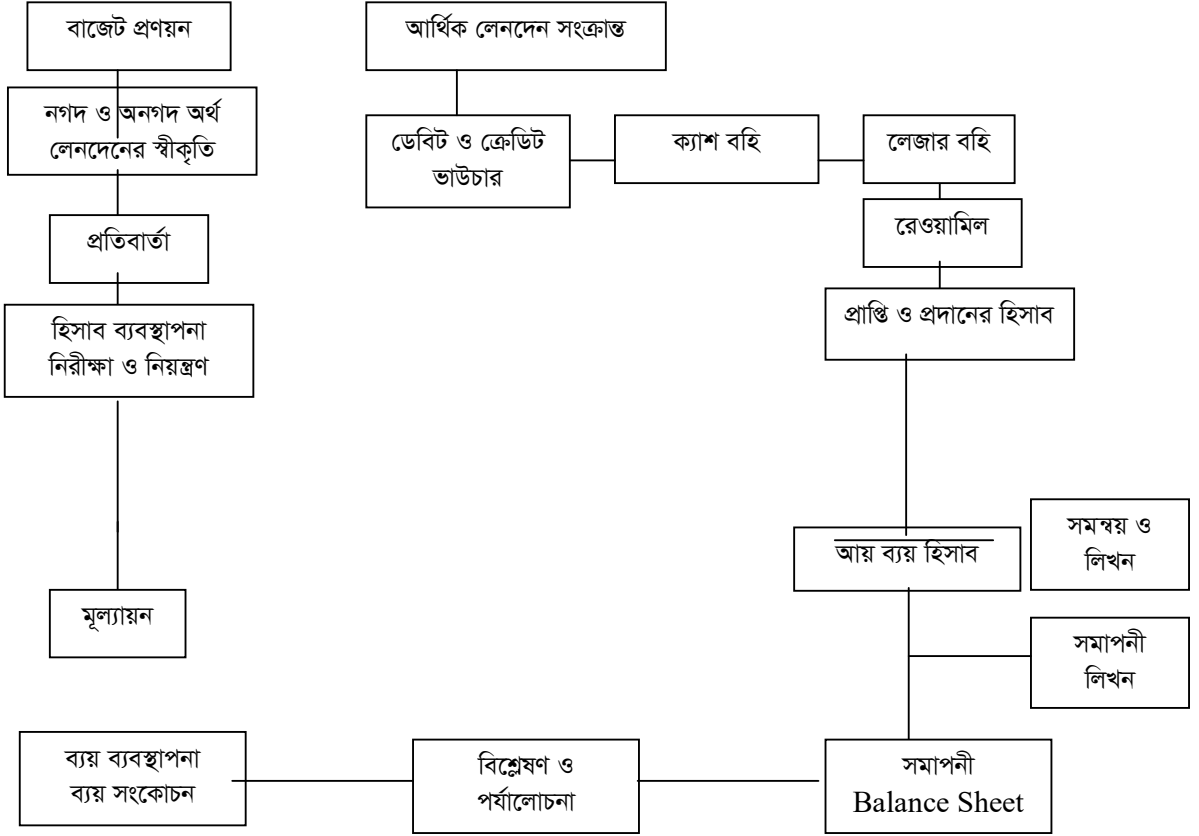 বাজেট প্রণয়ন
আর্থিক লেনদেন সংক্রান্ত
নগদ ও অনগদ অর্থ
লেনদেনের স্বীকৃতি
ডেবিট ও ক্রেডিট
ভাউচার
ক্যাশ বহি
লেজার বহি
রেওয়ামিল
প্রতিবার্তা
প্রাপ্তি ও প্রদানের হিসাব
হিসাব ব্যবস্থাপনা
নিরীক্ষা ও নিয়ন্ত্রণ
আয় ব্যয় হিসাব
সমন্বয় ও
লিখন
মূল্যায়ন
সমাপনী
লিখন
ব্যয় ব্যবস্থাপনা
ব্যয় সংকোচন
বিশ্লেষণ ও
পর্যালোচনা
সমাপনী
Balance Sheet